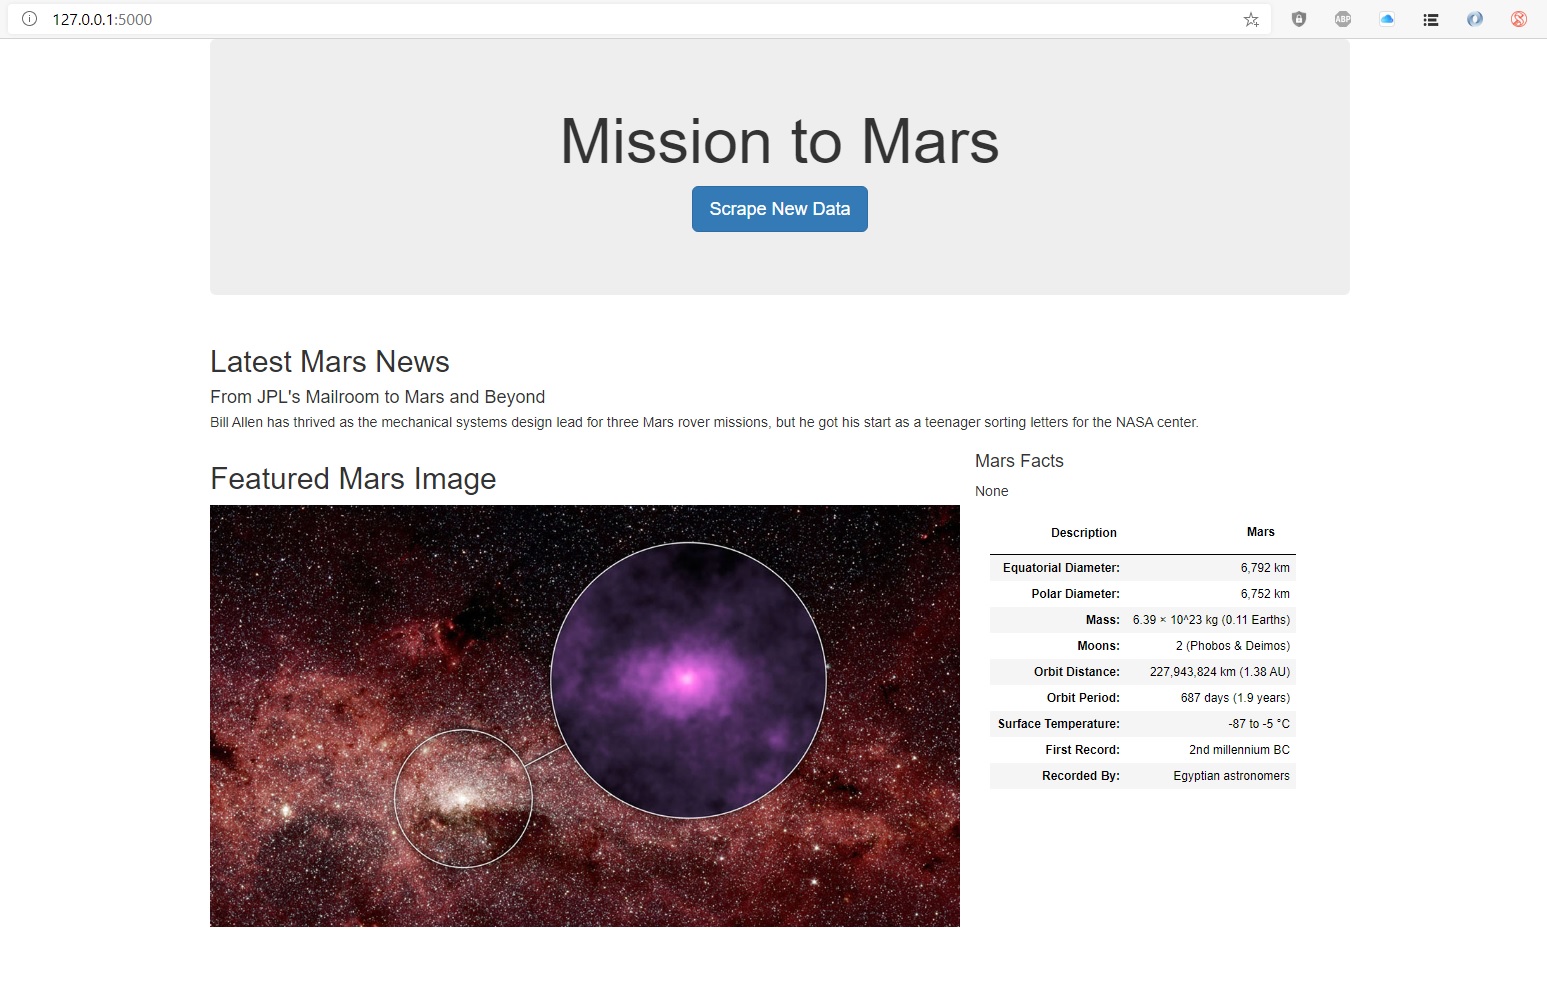 127.0.0.1:5000
ABP
Mission to Mars
Scrape New Data
Latest Mars News
From JPL's Mailroom to Mars and Beyond
Bill Allen has thrived as the mechanical systems design lead for three Mars rover missions, but he got his start as a teenager sorting letters for the NASA center.
Featured Mars Image
Mars Facts
None
Description Mars
Equatorial Diameter: 6,792 km
Polar Diameter: 6,752 km
Mass: 6.39 × 10^23 kg (0.11 Earths)
Moons: 2 (Phobos & Deimos)
Orbit Distance: 227,943,824 km (1.38 AU)
Orbit Period: 687 days (1.9 years)
Surface Temperature: -87 to -5 °C
First Record: 2nd millennium BC
Recorded By: Egyptian astronomers